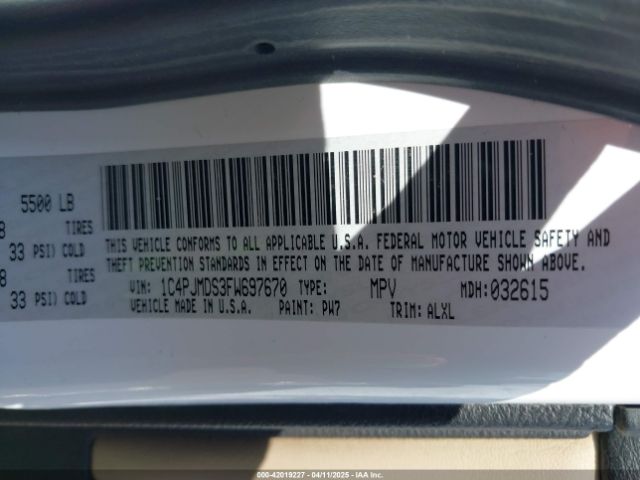 5500 LB
8 TIRES
33 PSI) COLD
8 TIRES
33 PSI) COLD
THIS VEHICLE CONFORMS TO ALL APPLICABLE U.S.A. FEDERAL MOTOR VEHICLE SAFETY AND
THEFT PREVENTION STANDARDS IN EFFECT ON THE DATE OF MANUFACTURE SHOWN ABOVE.
VIN: 1C4PJMDS3FW697670 TYPE: MPV MDH:032615
VEHICLE MADE IN U.S.A. PAINT: PW7 TRIM: ALXL
000-42019227 - 04/11/2025 - IAA Inc.